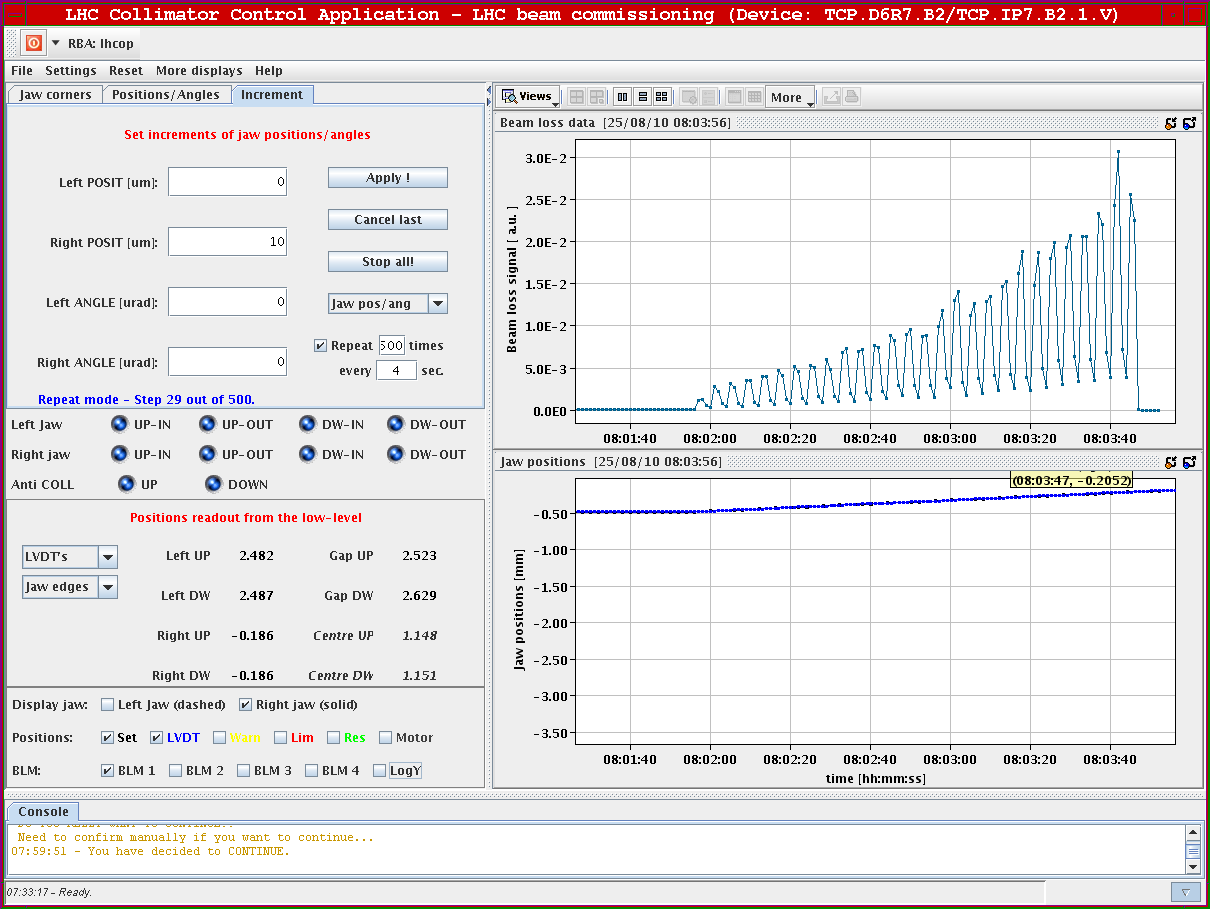 LHC Collimator Control Application - LHC beam commissioning (Device: TCP.D6R7.B2/TCP.IP7.B2.1.V)
RBA: lhcop
File Settings Reset More displays Help
Jaw corners Positions/Angles Increment
Set increments of jaw positions/angles
Left POSIT [um]: 0 Apply !
Cancel last
Right POSIT [um]: 10
Stop all!
Left ANGLE [urad]: 0 Jaw pos/ang
Repeat 500 times
Right ANGLE [urad]: 0
every 4 sec.
Repeat mode - Step 29 out of 500.
Left Jaw UP-IN UP-OUT DW-IN DW-OUT
Right jaw UP-IN UP-OUT DW-IN DW-OUT
Anti COLL UP DOWN
Positions readout from the low-level
LVDT's Left UP 2.482 Gap UP 2.523
Jaw edges Left DW 2.487 Gap DW 2.629
Right UP -0.186 Centre UP 1.148
Right DW -0.186 Centre DW 1.151
Display jaw: Left Jaw (dashed) Right jaw (solid)
Positions: Set LVDT Warn Lim Res Motor
BLM: BLM 1 BLM 2 BLM 3 BLM 4 LogY
Views More
Beam loss data [25/08/10 08:03:56]
Beam loss signal [ a.u. ]
3.0E-2
2.5E-2
2.0E-2
1.5E-2
1.0E-2
5.0E-3
0.0E0
08:01:40 08:02:00 08:02:20 08:02:40 08:03:00 08:03:20 08:03:40
Jaw positions [25/08/10 08:03:56]
(08:03:47, -0.2052)
Jaw positions [mm]
-0.50
-1.00
-1.50
-2.00
-2.50
-3.00
-3.50
08:01:40 08:02:00 08:02:20 08:02:40 08:03:00 08:03:20 08:03:40
time [hh:mm:ss]
Console
Need to confirm manually if you want to continue...
07:59:51 - You have decided to CONTINUE.
07:33:17 - Ready.